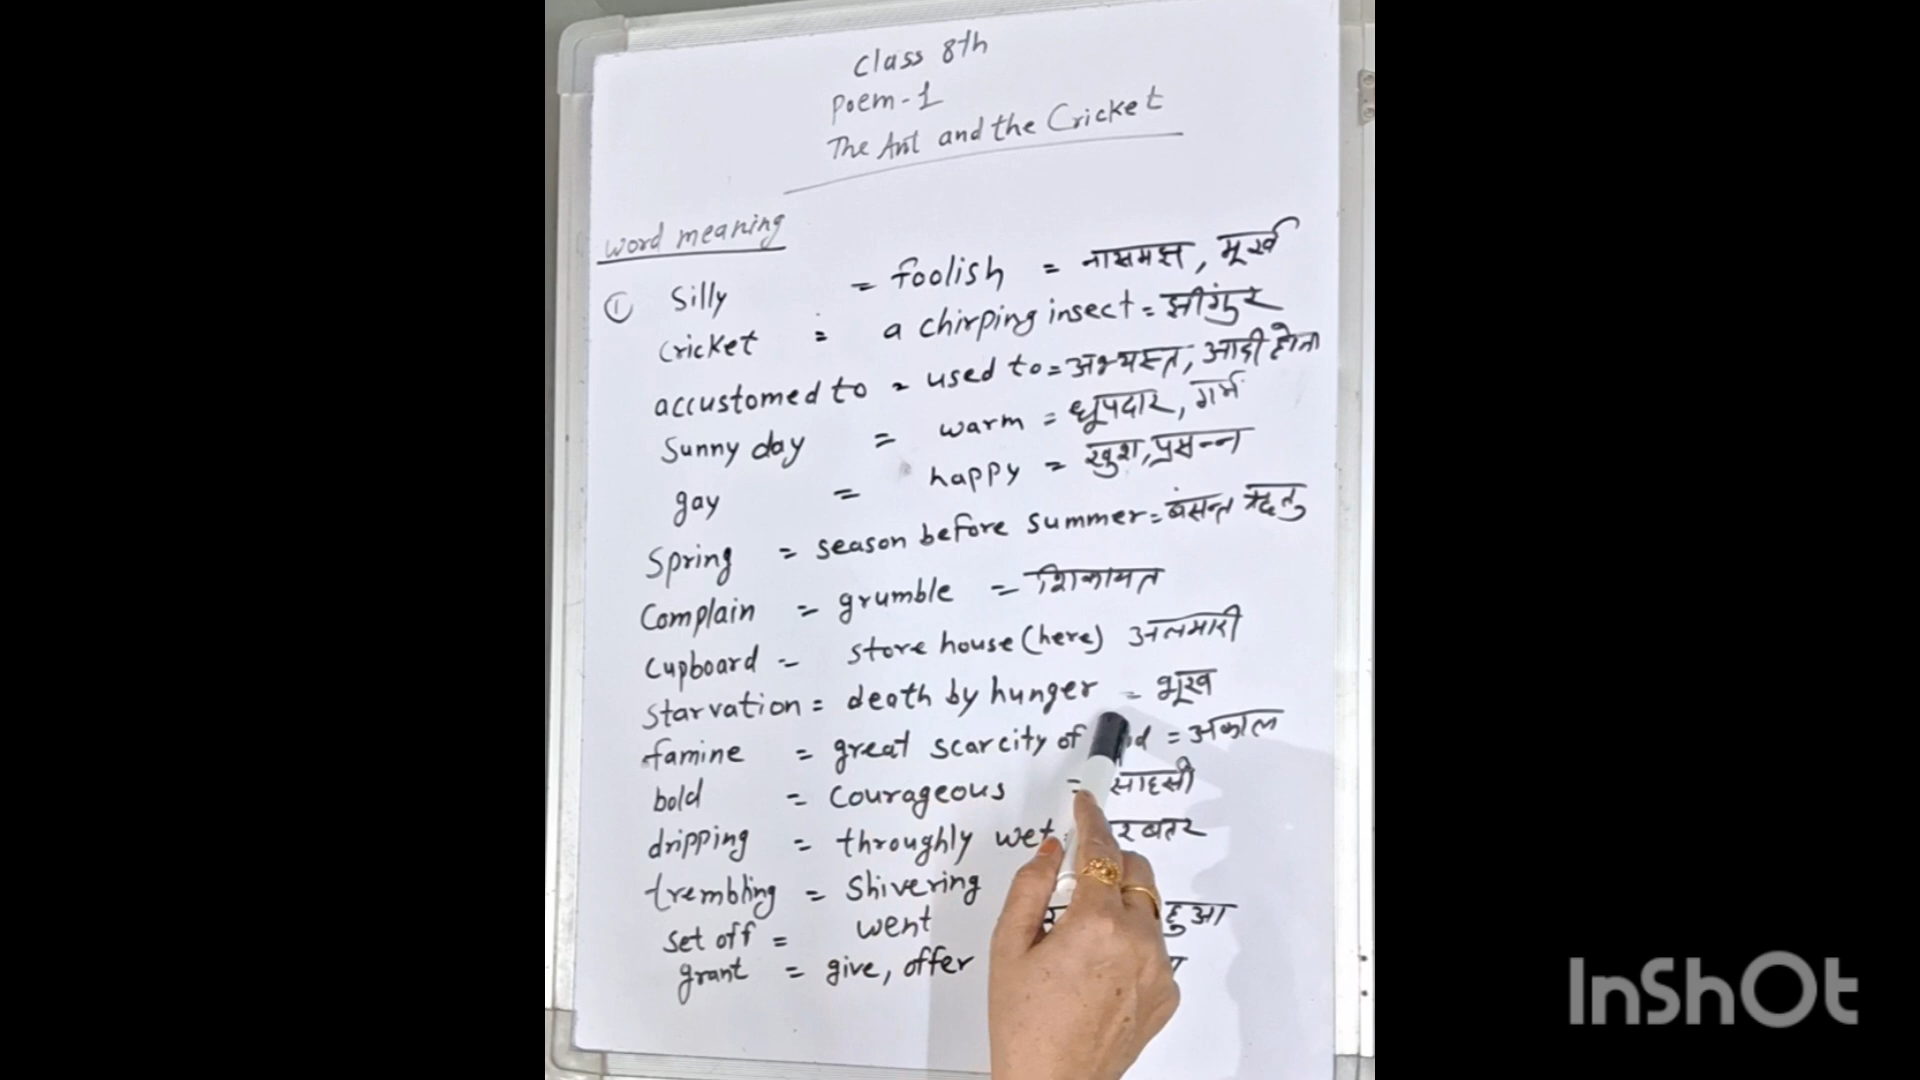 Class 8th
Poem-1
The Ant and the Cricket
word meaning
① Silly = foolish = नासमझ, मूर्ख
cricket = a chirping insect = झींगुर
accustomed to = used to = अभ्यस्त, आदी होना
Sunny day = warm = धूपदार, गर्म
gay = happy = खुश, प्रसन्न
Spring = season before summer = बंसन्त ऋतु
Complain = grumble = शिकायत
Cupboard = store house (here) अलमारी
Starvation = death by hunger = भूख
famine = great scarcity of = अकाल
bold = Courageous = साहसी
dripping = throughly wet
trembling = Shivering
Set off = went हुआ
grant = give, offer
InShOt